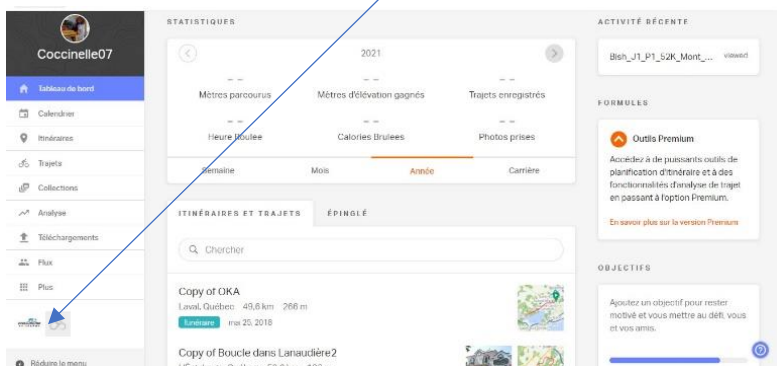 Coccinelle07
Tableau de bord
Calendrier
Itinéraires
Trajets
Collections
Analyse
Téléchargements
Flux
Plus
Réduire le menu
STATISTIQUES
2021
-- -- --
Mètres parcourus Mètres d'élévation gagnés Trajets enregistrés
-- -- --
Heure Roulee Calories Brulees Photos prises
Semaine Mois Année Carrière
ITINÉRAIRES ET TRAJETS ÉPINGLÉ
Chercher
Copy of OKA
Laval, Québec 49,6 km 266 m
Itinéraire mai 25, 2018
Copy of Boucle dans Lanaudière2
ACTIVITÉ RÉCENTE
Bish_J1_P1_52K_Mont_... viewed
FORMULES
Outils Premium
Accédez à de puissants outils de
planification d'itinéraire et à des
fonctionnalités d'analyse de trajet
en passant à l'option Premium.
En savoir plus sur la version Premium
OBJECTIFS
Ajoutez un objectif pour rester
motivé et vous mettre au défi, vous
et vos amis.